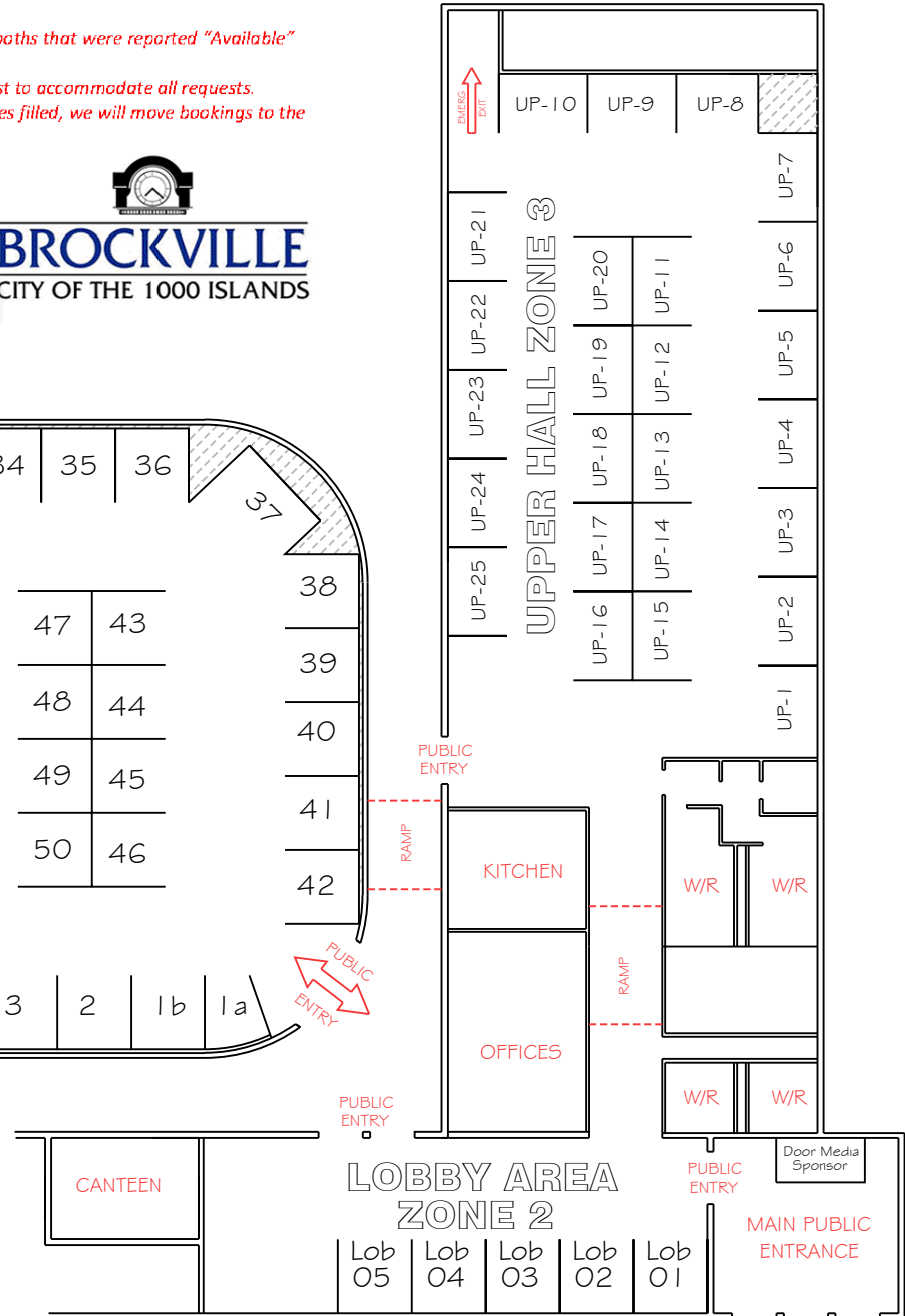 ooths that were reported “Available”
st to accommodate all requests.
es filled, we will move bookings to the
BROCKVILLE
CITY OF THE 1000 ISLANDS
EMERG
EXIT
UP-10 UP-9 UP-8
UP-7
UP-6
UP-5
UP-4
UP-3
UP-2
UP-1
UP-21
UP-22
UP-23
UP-24
UP-25
UPPER HALL ZONE 3
UP-20 UP-11
UP-19 UP-12
UP-18 UP-13
UP-17 UP-14
UP-16 UP-15
34 35 36
37
38
39
40
41
42
47 43
48 44
49 45
50 46
PUBLIC
ENTRY
RAMP
KITCHEN
W/R W/R
RAMP
PUBLIC
ENTRY
3 2 1b 1a
OFFICES
W/R W/R
PUBLIC
ENTRY
CANTEEN
LOBBY AREA
ZONE 2
PUBLIC
ENTRY
Door Media
Sponsor
MAIN PUBLIC
ENTRANCE
Lob
05
Lob
04
Lob
03
Lob
02
Lob
01